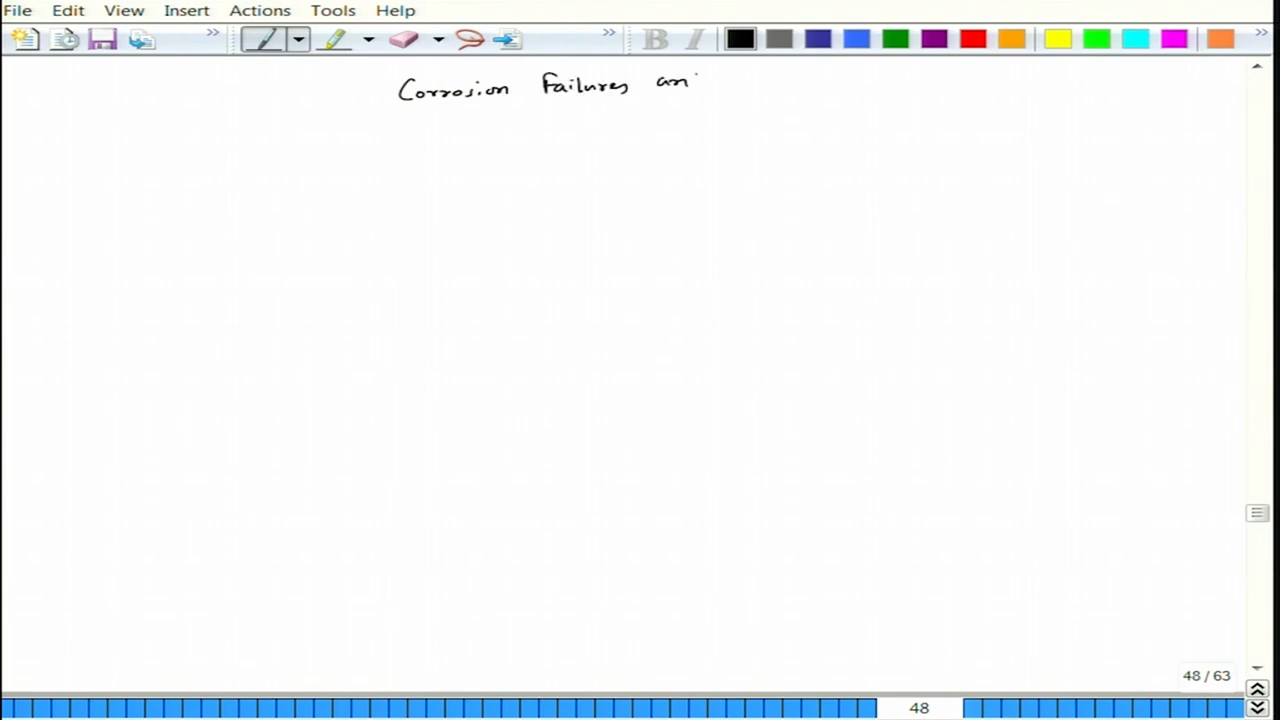 File Edit View Insert Actions Tools Help
B I
Corrosion Failures an
48 / 63
48